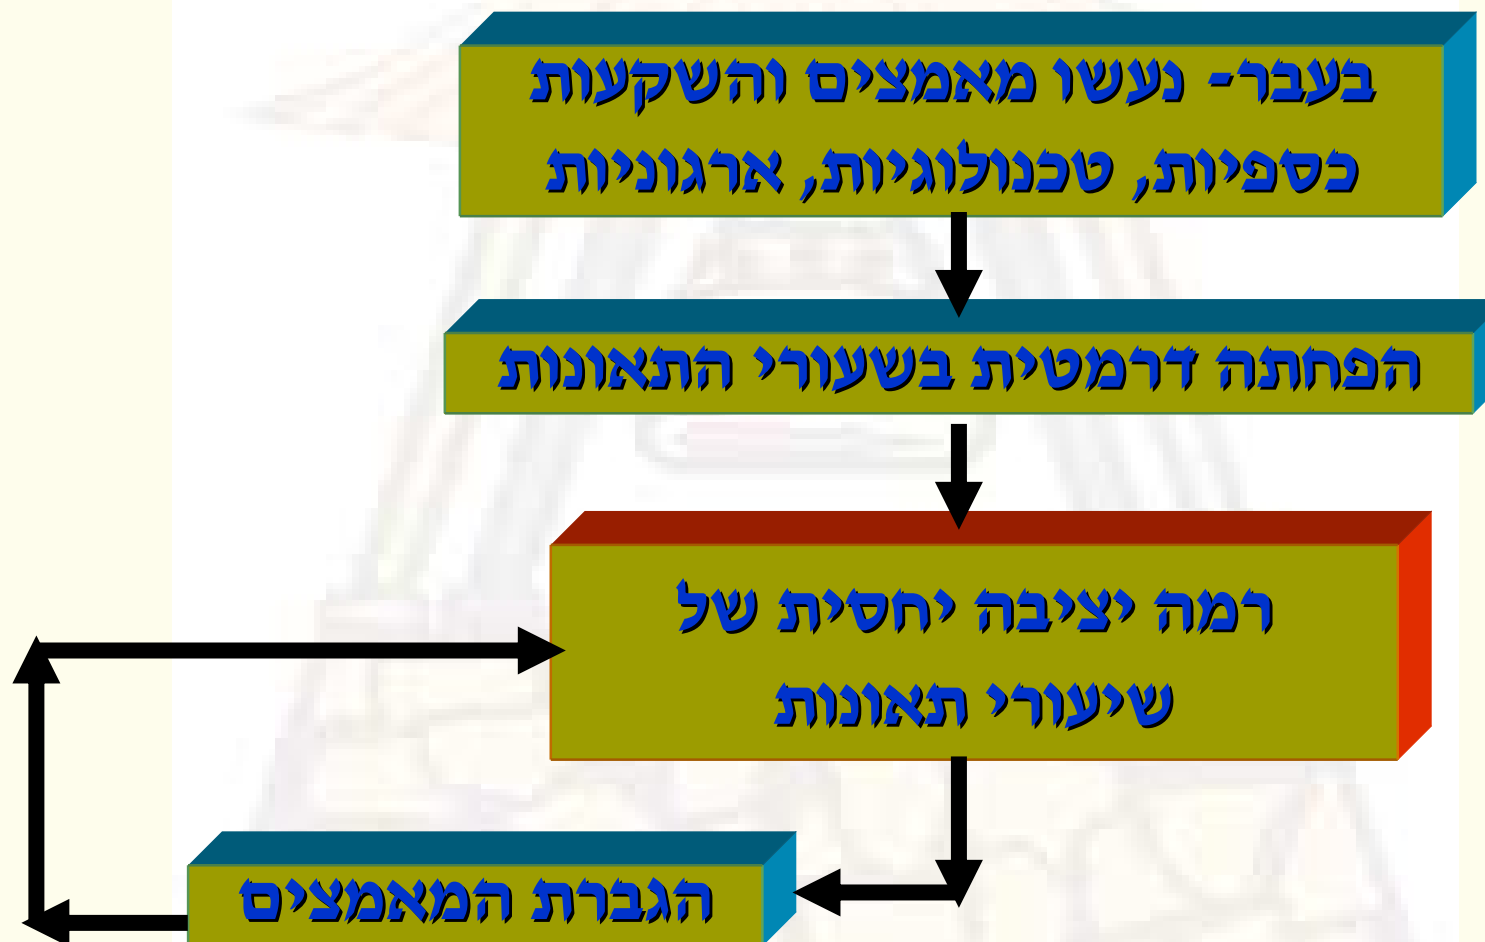 בעבר- נעשו מאמצים והשקעות
כספיות, טכנולוגיות, ארגוניות
הפחתה דרמטית בשעורי התאונות
רמה יציבה יחסית של
שיעורי תאונות
הגברת המאמצים